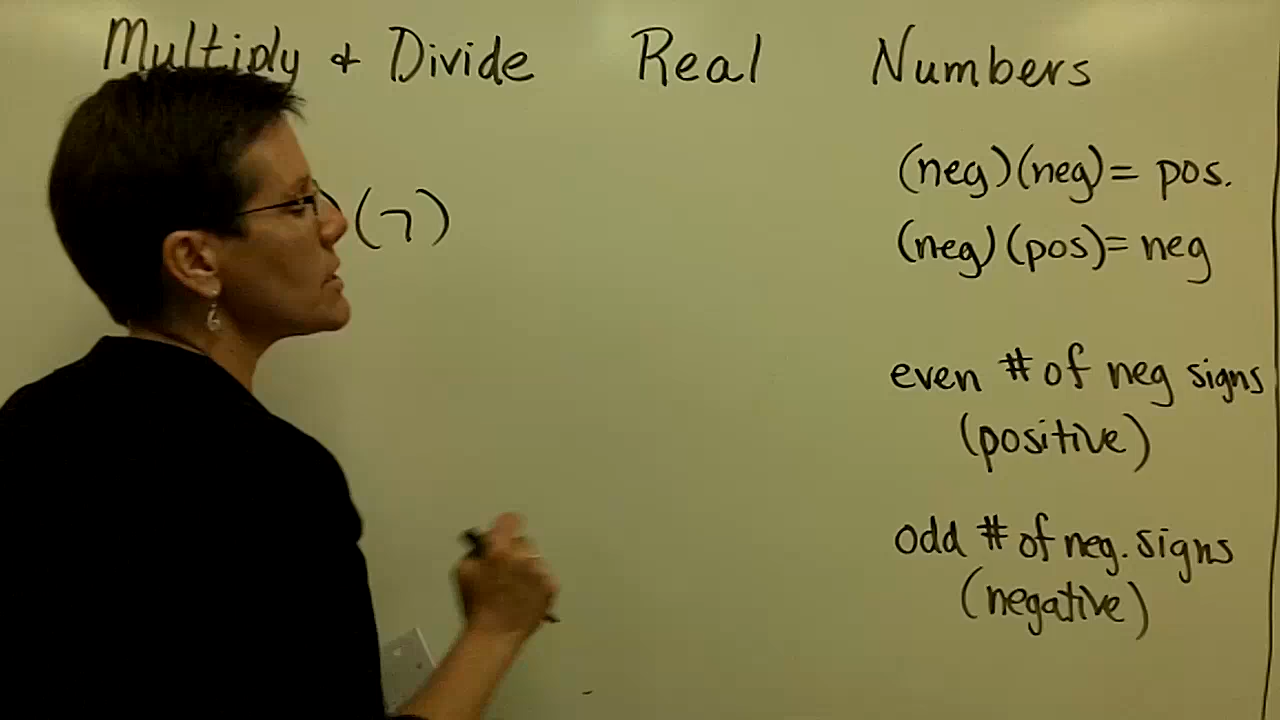 Multiply + Divide Real Numbers
)(7)
(neg)(neg) = pos.
(neg)(pos) = neg
even # of neg signs
(positive)
odd # of neg. signs
(negative)